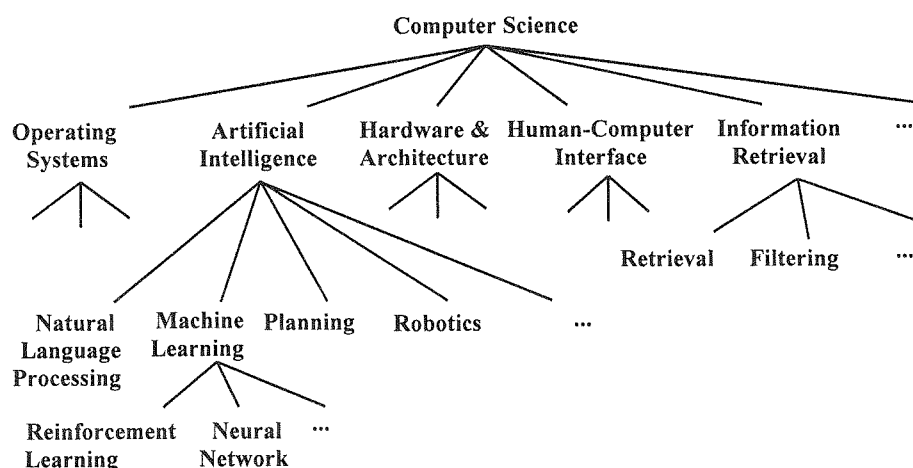 Computer Science
Operating Systems
Artificial Intelligence
Hardware & Architecture
Human-Computer Interface
Information Retrieval
...
Retrieval
Filtering
...
Natural Language Processing
Machine Learning
Planning
Robotics
...
Reinforcement Learning
Neural Network
...